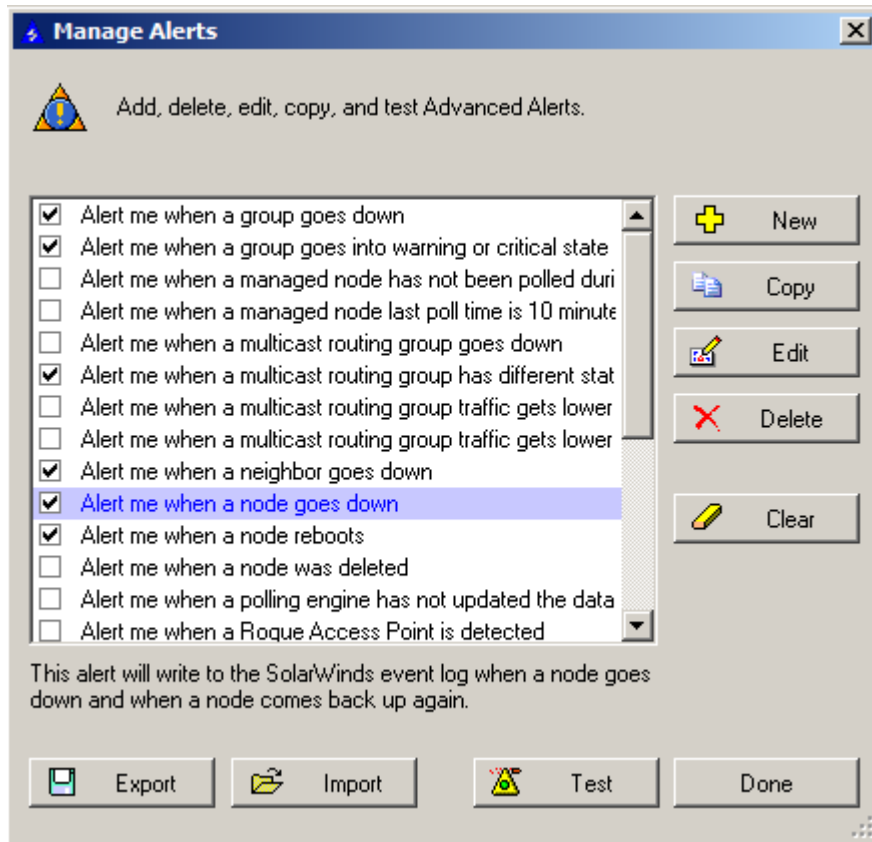 Manage Alerts
Add, delete, edit, copy, and test Advanced Alerts.
Alert me when a group goes down
Alert me when a group goes into warning or critical state
Alert me when a managed node has not been polled duri
Alert me when a managed node last poll time is 10 minute
Alert me when a multicast routing group goes down
Alert me when a multicast routing group has different stat
Alert me when a multicast routing group traffic gets lower
Alert me when a multicast routing group traffic gets lower
Alert me when a neighbor goes down
Alert me when a node goes down
Alert me when a node reboots
Alert me when a node was deleted
Alert me when a polling engine has not updated the data
Alert me when a Rogue Access Point is detected
New
Copy
Edit
Delete
Clear
This alert will write to the SolarWinds event log when a node goes
down and when a node comes back up again.
Export
Import
Test
Done